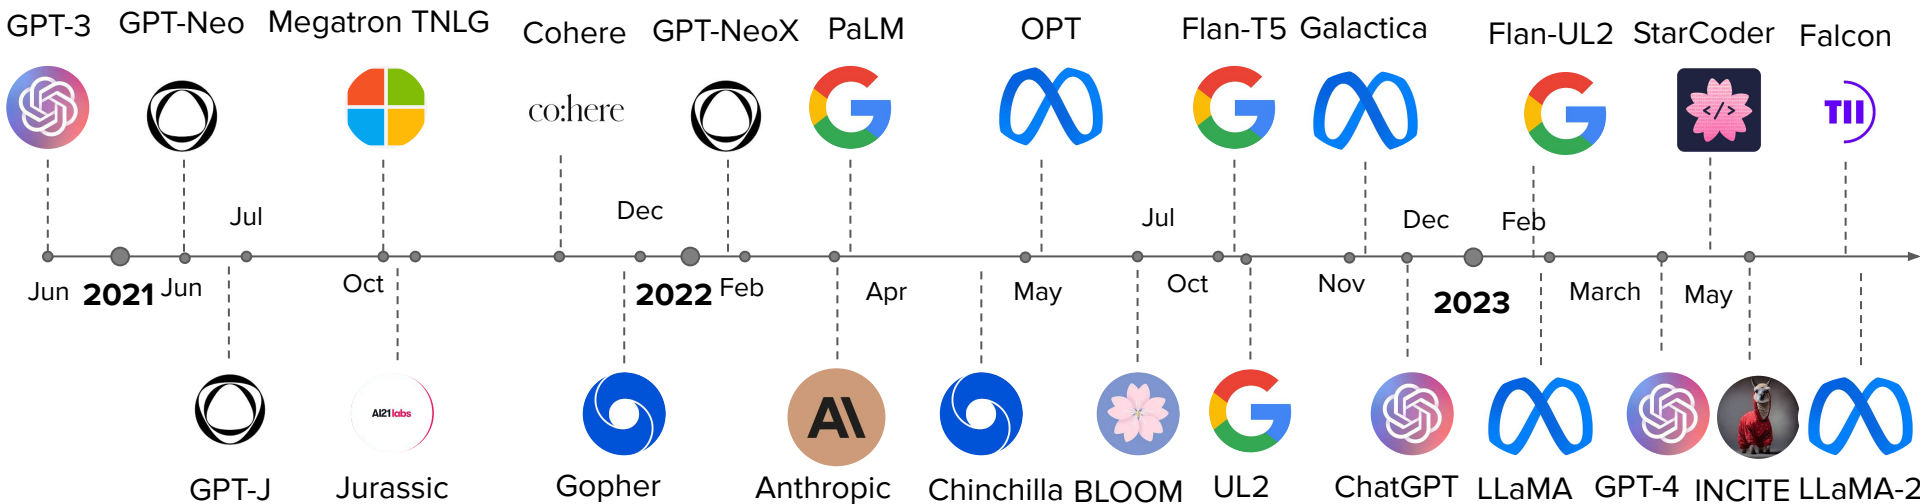 GPT-3
GPT-Neo
Megatron TNLG
Cohere
GPT-NeoX
PaLM
OPT
Flan-T5
Galactica
Flan-UL2
StarCoder
Falcon
co:here
</>
TII
Jul
Dec
Jul
Dec
Feb
Jun
2021
Jun
Oct
2022
Feb
Apr
May
Oct
Nov
2023
March
May
AI21labs
AI
GPT-J
Jurassic
Gopher
Anthropic
Chinchilla
BLOOM
UL2
ChatGPT
LLaMA
GPT-4
INCITE
LLaMA-2